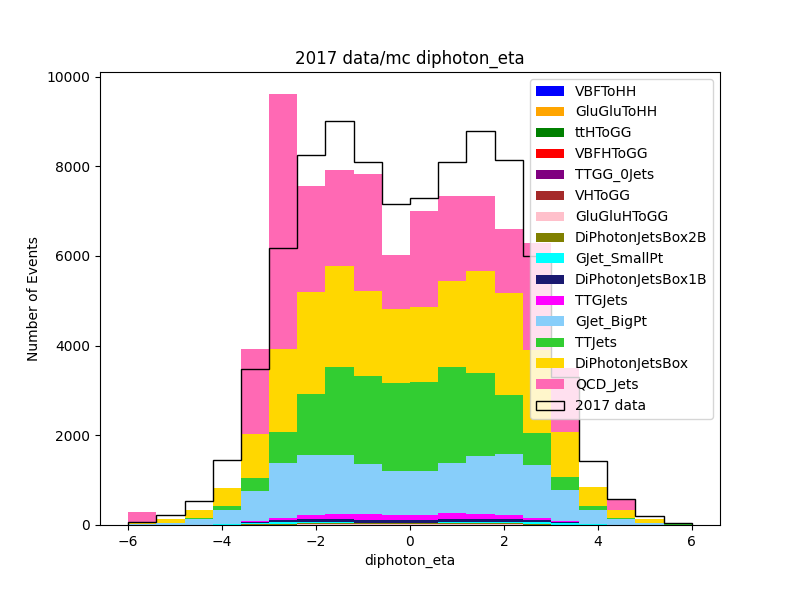 2017 data/mc diphoton_eta
Number of Events
10000
8000
6000
4000
2000
0
−6
−4
−2
0
2
4
6
diphoton_eta
VBFToHH
GluGluToHH
ttHToGG
VBFHToGG
TTGG_0Jets
VHToGG
GluGluHToGG
DiPhotonJetsBox2B
GJet_SmallPt
DiPhotonJetsBox1B
TTGJets
GJet_BigPt
TTJets
DiPhotonJetsBox
QCD_Jets
2017 data